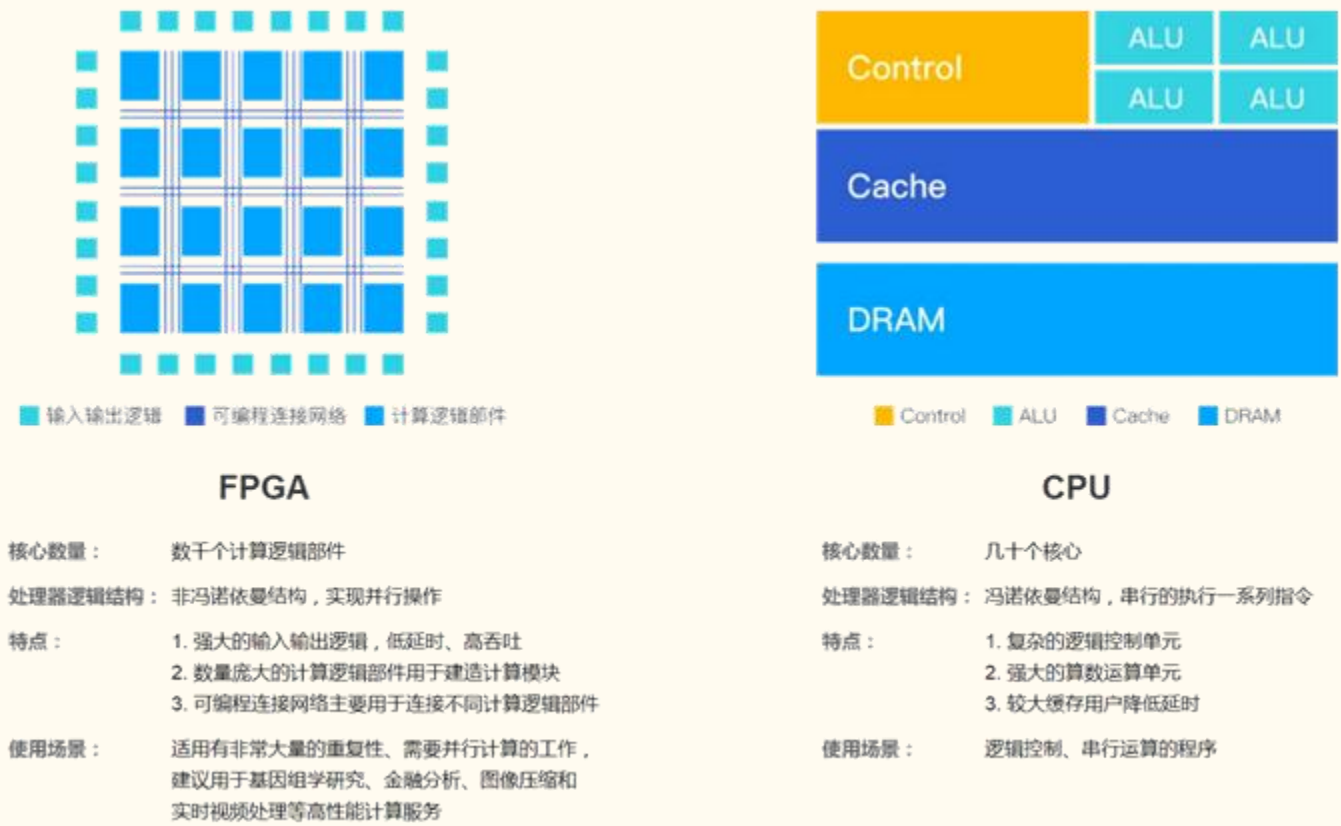 Control
ALU
ALU
ALU
ALU
Cache
DRAM
输入输出逻辑 可编程连接网络 计算逻辑部件
Control ALU Cache DRAM
FPGA
核心数量： 数千个计算逻辑部件
处理器逻辑结构： 非冯诺依曼结构，实现并行操作
特点： 1. 强大的输入输出逻辑，低延时、高吞吐
2. 数量庞大的计算逻辑部件用于建造计算模块
3. 可编程连接网络主要用于连接不同计算逻辑部件
使用场景： 适用有非常大量的重复性、需要并行计算的工作，
建议用于基因组学研究、金融分析、图像压缩和
实时视频处理等高性能计算服务
CPU
核心数量： 几十个核心
处理器逻辑结构： 冯诺依曼结构，串行的执行一系列指令
特点： 1. 复杂的逻辑控制单元
2. 强大的算数运算单元
3. 较大缓存用户降低延时
使用场景： 逻辑控制、串行运算的程序